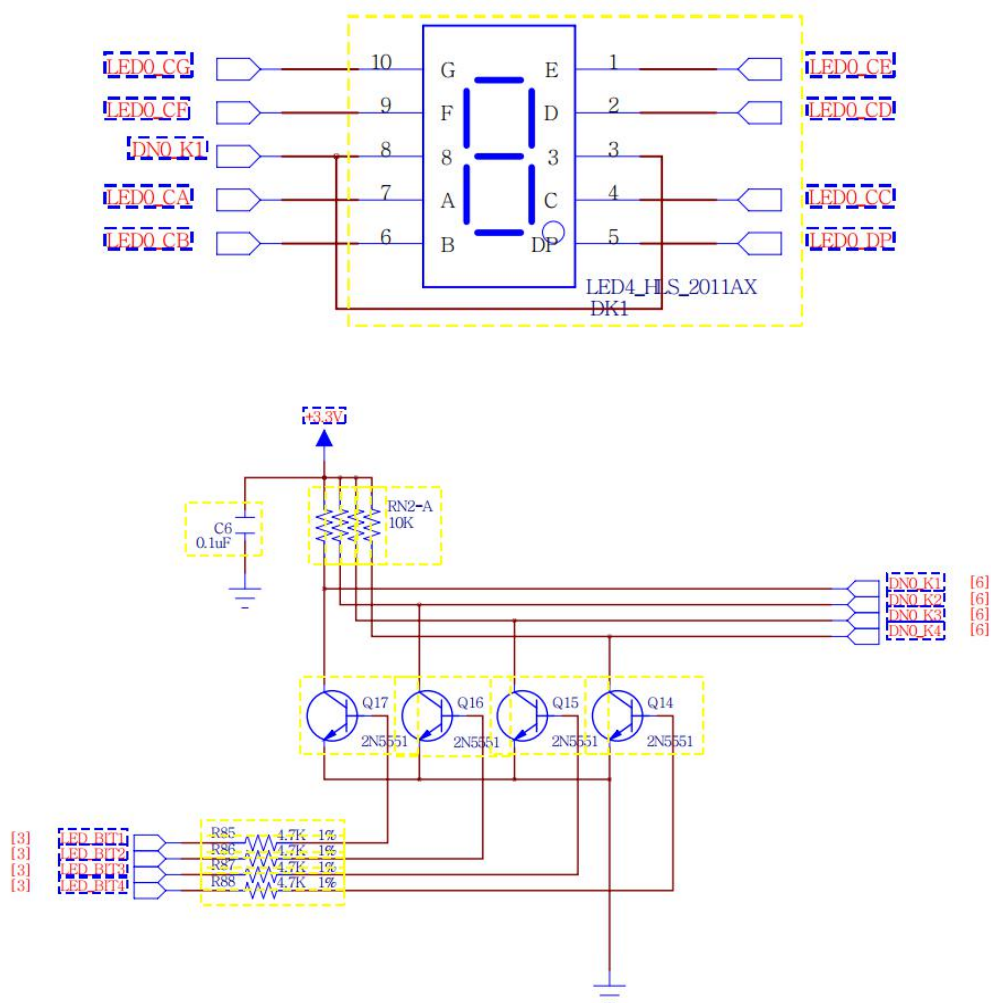 LED0_CG 10 G E 1 LED0_CE
LED0_CF 9 F D 2 LED0_CD
DN0_K1 8 8 3 3
LED0_CA 7 A C 4 LED0_CC
LED0_CB 6 B DP 5 LED0_DP
LED4_HLS_2011AX
DK1
+3.3V
RN2-A
10K
C6
0.1uF
DN0_K1 [6]
DN0_K2 [6]
DN0_K3 [6]
DN0_K4 [6]
Q17 Q16 Q15 Q14
2N5551 2N5551 2N5551 2N5551
[3] LED_BIT1 R85 4.7K 1%
[3] LED_BIT2 R86 4.7K 1%
[3] LED_BIT3 R87 4.7K 1%
[3] LED_BIT4 R88 4.7K 1%